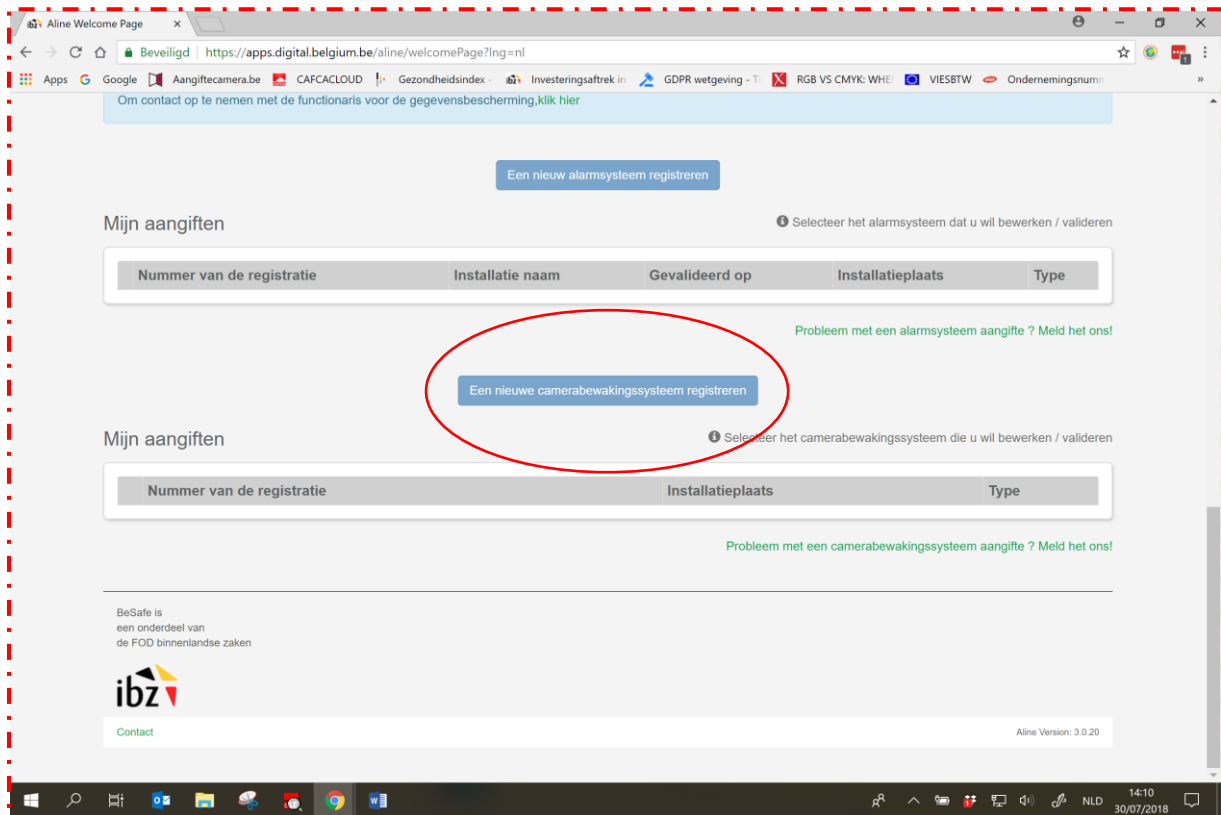 ibz Aline Welcome Page
Beveiligd | https://apps.digital.belgium.be/aline/welcomePage?lng=nl
Apps Google Aangiftecamera.be CAFCACLOUD Gezondheidsindex - Investeringsaftrek in GDPR wetgeving - Ti RGB VS CMYK: WHE VIESBTW Ondernemingsnum »
Om contact op te nemen met de functionaris voor de gegevensbescherming,klik hier
Een nieuw alarmsysteem registreren
Mijn aangiften
Selecteer het alarmsysteem dat u wil bewerken / valideren
Nummer van de registratie Installatie naam Gevalideerd op Installatieplaats Type
Probleem met een alarmsysteem aangifte ? Meld het ons!
Een nieuwe camerabewakingssysteem registreren
Mijn aangiften
Selecteer het camerabewakingssysteem die u wil bewerken / valideren
Nummer van de registratie Installatieplaats Type
Probleem met een camerabewakingssysteem aangifte ? Meld het ons!
BeSafe is
een onderdeel van
de FOD binnenlandse zaken
ibz
Contact
Aline Version: 3.0.20
NLD
14:10
30/07/2018